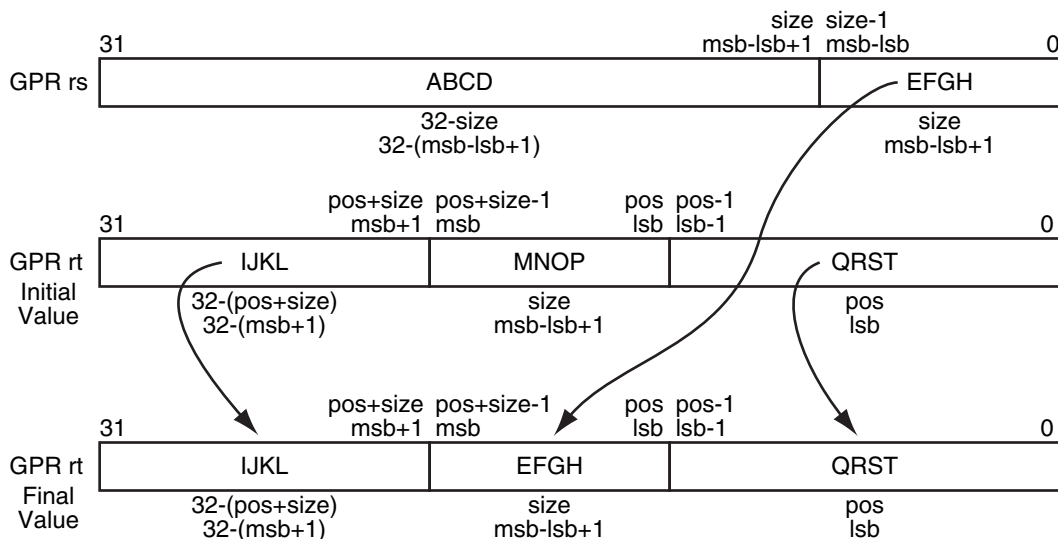 size size-1
31 msb-lsb+1 msb-lsb 0
GPR rs ABCD EFGH
32-size size
32-(msb-lsb+1) msb-lsb+1
pos+size pos+size-1 pos pos-1
31 msb+1 msb lsb lsb-1 0
GPR rt IJKL MNOP QRST
Initial 32-(pos+size) size pos
Value 32-(msb+1) msb-lsb+1 lsb
pos+size pos+size-1 pos pos-1
31 msb+1 msb lsb lsb-1 0
GPR rt IJKL EFGH QRST
Final 32-(pos+size) size pos
Value 32-(msb+1) msb-lsb+1 lsb